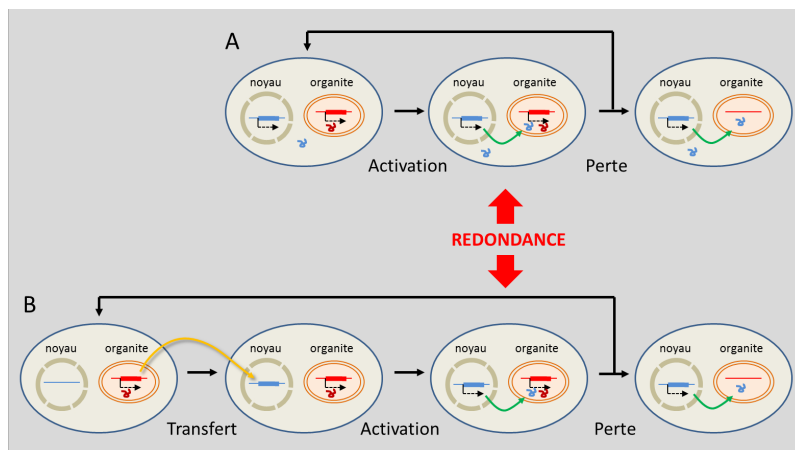 A
noyau organite
noyau organite
noyau organite
Activation
Perte
REDONDANCE
B
noyau organite
noyau organite
noyau organite
noyau organite
Transfert
Activation
Perte